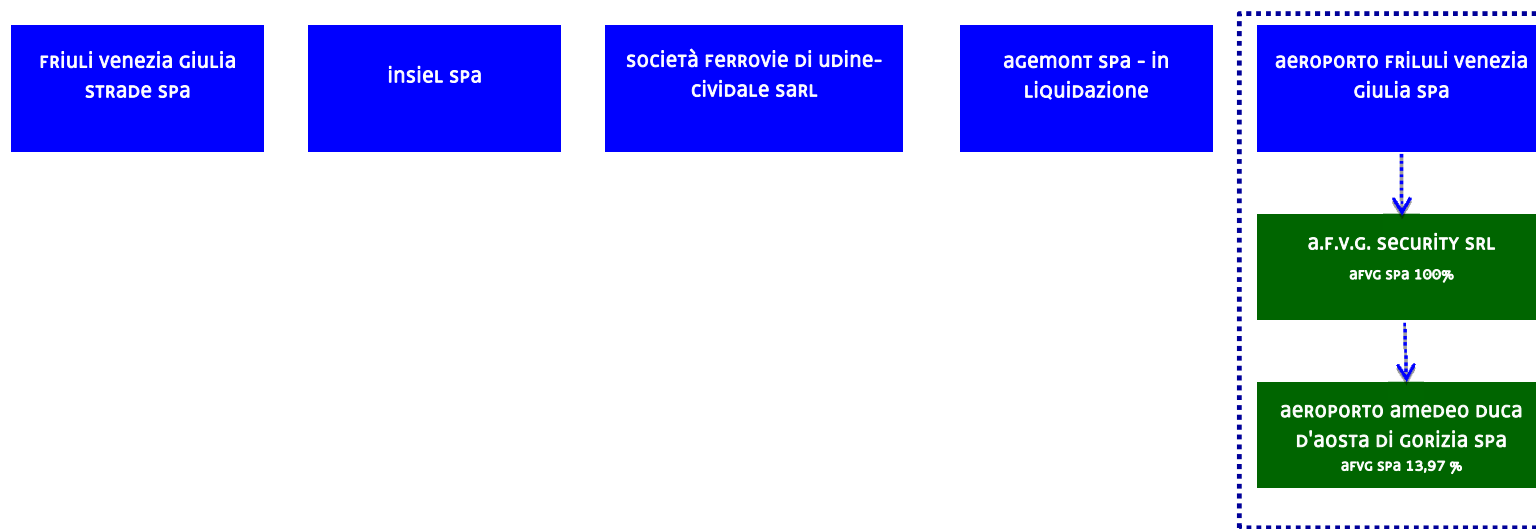 FRiULi venezia GiULia
STRADe SPa
insieL SPa
società FeRROvie Di UDine-
civiDALe saRL
aGemonT SPa - in
LiQuiDazione
aeROPORTO FRiLuLi venezia
GiuLia SPa
a.F.V.G. SecuRiTY SRL
aFVG SPa 100%
aeROPORTO ameDeo Duca
D'aosTa Di GORizia SPa
aFVG SPa 13,97 %